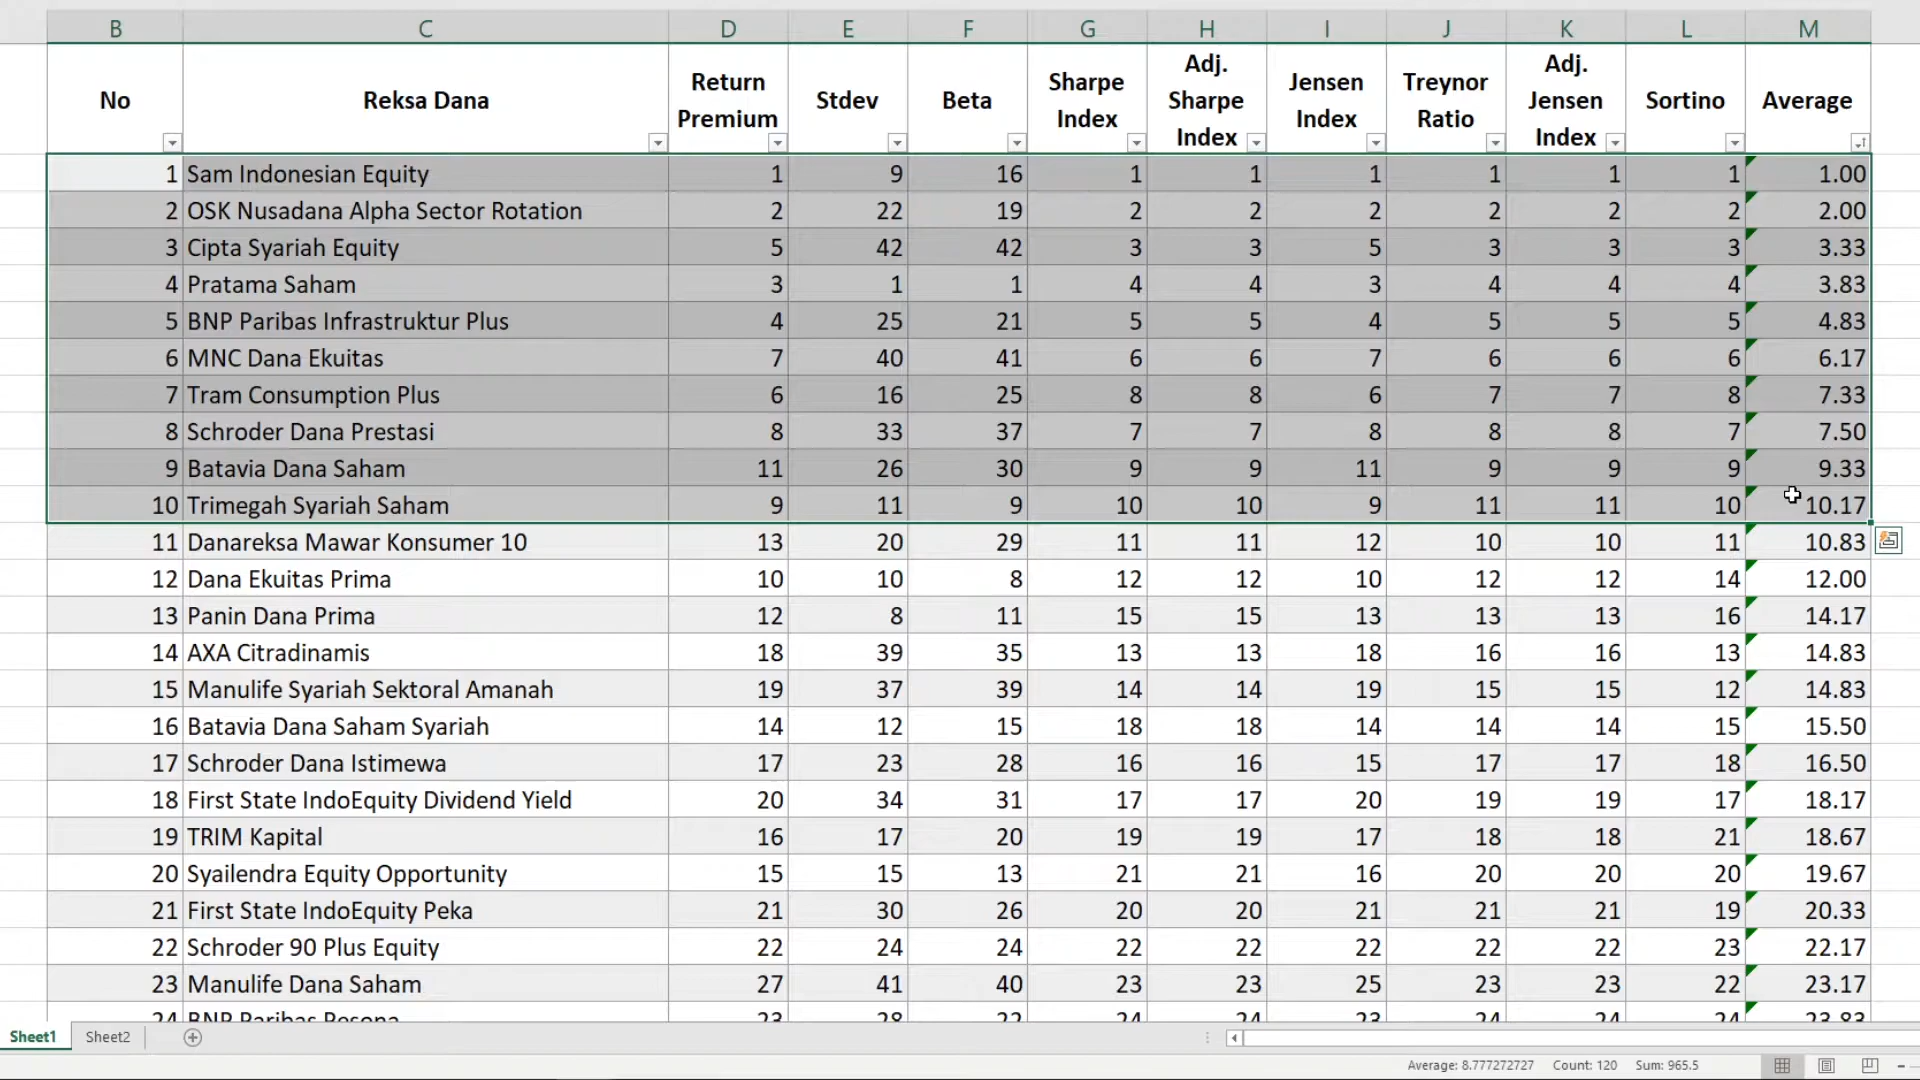 B C D E F G H I J K L M
No Reksa Dana Return Premium Stdev Beta Sharpe Index Adj. Sharpe Index Jensen Index Treynor Ratio Adj. Jensen Index Sortino Average
1 Sam Indonesian Equity 1 9 16 1 1 1 1 1 1 1.00
2 OSK Nusadana Alpha Sector Rotation 2 22 19 2 2 2 2 2 2 2.00
3 Cipta Syariah Equity 5 42 42 3 3 5 3 3 3 3.33
4 Pratama Saham 3 1 1 4 4 3 4 4 4 3.83
5 BNP Paribas Infrastruktur Plus 4 25 21 5 5 4 5 5 5 4.83
6 MNC Dana Ekuitas 7 40 41 6 6 7 6 6 6 6.17
7 Tram Consumption Plus 6 16 25 8 8 6 7 7 8 7.33
8 Schroder Dana Prestasi 8 33 37 7 7 8 8 8 7 7.50
9 Batavia Dana Saham 11 26 30 9 9 11 9 9 9 9.33
10 Trimegah Syariah Saham 9 11 9 10 10 9 11 11 10 10.17
11 Danareksa Mawar Konsumer 10 13 20 29 11 11 12 10 10 11 10.83
12 Dana Ekuitas Prima 10 10 8 12 12 10 12 12 14 12.00
13 Panin Dana Prima 12 8 11 15 15 13 13 13 16 14.17
14 AXA Citradinamis 18 39 35 13 13 18 16 16 13 14.83
15 Manulife Syariah Sektoral Amanah 19 37 39 14 14 19 15 15 12 14.83
16 Batavia Dana Saham Syariah 14 12 15 18 18 14 14 14 15 15.50
17 Schroder Dana Istimewa 17 23 28 16 16 15 17 17 18 16.50
18 First State IndoEquity Dividend Yield 20 34 31 17 17 20 19 19 17 18.17
19 TRIM Kapital 16 17 20 19 19 17 18 18 21 18.67
20 Syailendra Equity Opportunity 15 15 13 21 21 16 20 20 20 19.67
21 First State IndoEquity Peka 21 30 26 20 20 21 21 21 19 20.33
22 Schroder 90 Plus Equity 22 24 24 22 22 22 22 22 23 22.17
23 Manulife Dana Saham 27 41 40 23 23 25 23 23 22 23.17
24 BNP Paribas Pesona 23 28 22 24 24 23 24 24 24 23.83
Sheet1 Sheet2
Average: 8.777272727 Count: 120 Sum: 965.5